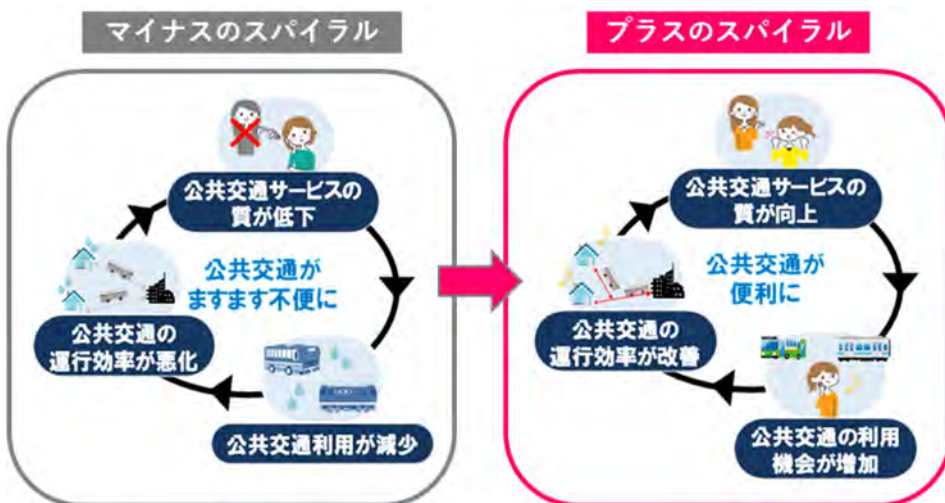 マイナスのスパイラル
公共交通サービスの
質が低下
公共交通が
ますます不便に
公共交通の
運行効率が悪化
公共交通利用が減少
プラスのスパイラル
公共交通サービスの
質が向上
公共交通が
便利に
公共交通の
運行効率が改善
公共交通の利用
機会が増加